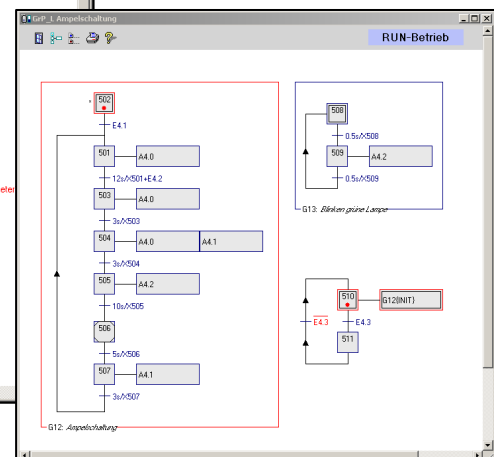 GrP_L Ampelschaltung
RUN-Betrieb
502
E4.1
501
A4.0
12s/X501+E4.2
503
A4.0
3s/X503
504
A4.0
A4.1
3s/X504
505
A4.2
10s/X505
506
5s/X506
507
A4.1
3s/X507
G12: Ampelschaltung
508
0.5s/X508
509
A4.2
0.5s/X509
G13: Blinken grüne Lampe
510
G12{INIT}
E4.3
E4.3
511